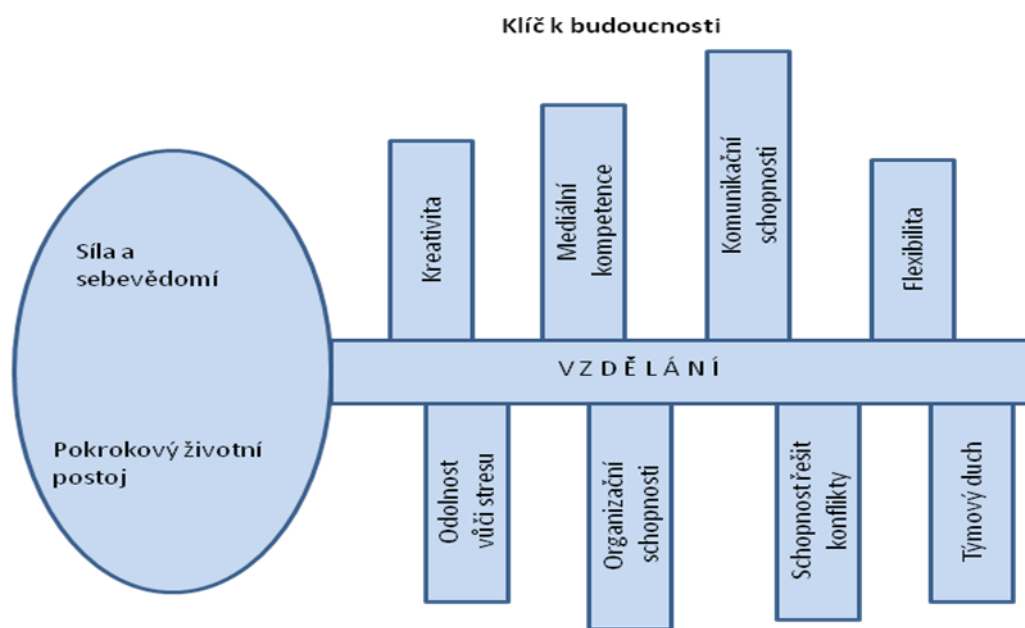 Klíč k budoucnosti
Síla a
sebevědomí
Pokrokový životní
postoj
Kreativita
Mediální
kompetence
Komunikační
schopnosti
Flexibilita
VZDĚLÁNÍ
Odolnost
vůči stresu
Organizační
schopnosti
Schopnost řešit
konflikty
Týmový duch